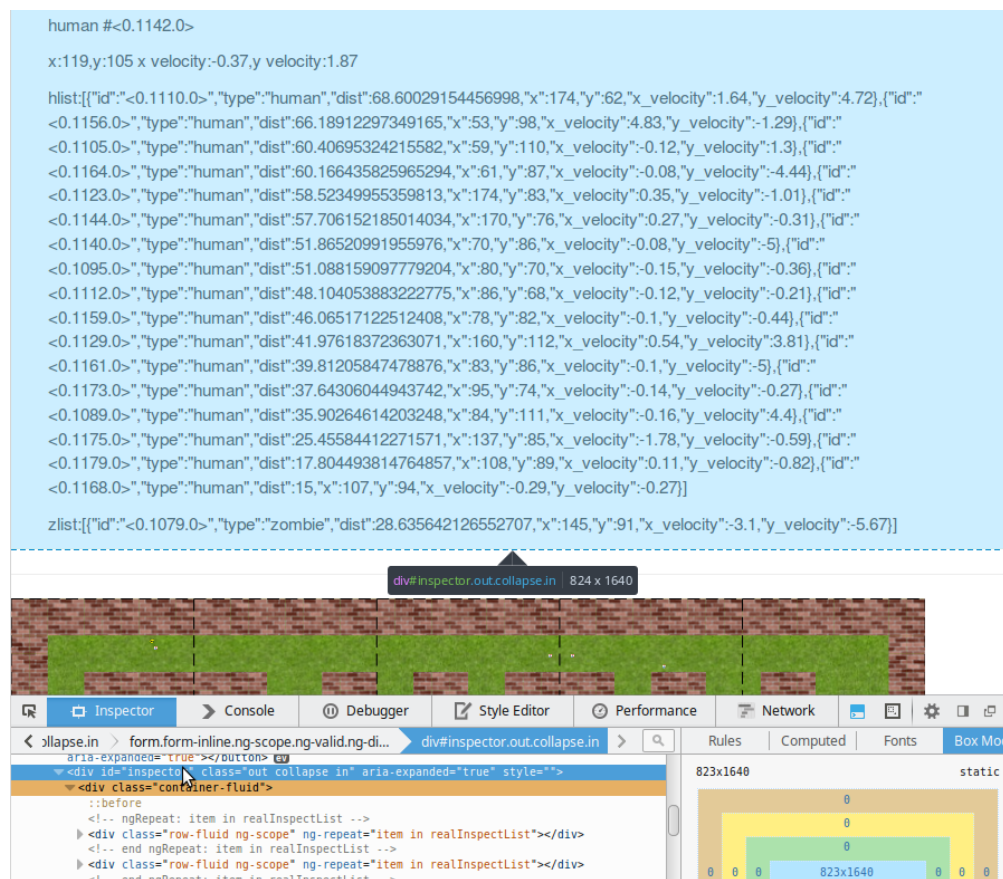 human #<0.1142.0>
x:119,y:105 x velocity:-0.37,y velocity:1.87
hlist:[{"id":"<0.1110.0>","type":"human","dist":68.60029154456998,"x":174,"y":62,"x_velocity":1.64,"y_velocity":4.72},{"id":"
<0.1156.0>","type":"human","dist":66.18912297349165,"x":53,"y":98,"x_velocity":4.83,"y_velocity":-1.29},{"id":"
<0.1105.0>","type":"human","dist":60.40695324215582,"x":59,"y":110,"x_velocity":-0.12,"y_velocity":1.3},{"id":"
<0.1164.0>","type":"human","dist":60.166435825965294,"x":61,"y":87,"x_velocity":-0.08,"y_velocity":-4.44},{"id":"
<0.1123.0>","type":"human","dist":58.52349955359813,"x":174,"y":83,"x_velocity":0.35,"y_velocity":-1.01},{"id":"
<0.1144.0>","type":"human","dist":57.706152185014034,"x":170,"y":76,"x_velocity":0.27,"y_velocity":-0.31},{"id":"
<0.1140.0>","type":"human","dist":51.86520991955976,"x":70,"y":86,"x_velocity":-0.08,"y_velocity":-5},{"id":"
<0.1095.0>","type":"human","dist":51.088159097779204,"x":80,"y":70,"x_velocity":-0.15,"y_velocity":-0.36},{"id":"
<0.1112.0>","type":"human","dist":48.104053883222775,"x":86,"y":68,"x_velocity":-0.12,"y_velocity":-0.21},{"id":"
<0.1159.0>","type":"human","dist":46.06517122512408,"x":78,"y":82,"x_velocity":-0.1,"y_velocity":-0.44},{"id":"
<0.1129.0>","type":"human","dist":41.97618372363071,"x":160,"y":112,"x_velocity":0.54,"y_velocity":3.81},{"id":"
<0.1161.0>","type":"human","dist":39.81205847478876,"x":83,"y":86,"x_velocity":-0.1,"y_velocity":-5},{"id":"
<0.1173.0>","type":"human","dist":37.64306044943742,"x":95,"y":74,"x_velocity":-0.14,"y_velocity":-0.27},{"id":"
<0.1089.0>","type":"human","dist":35.90264614203248,"x":84,"y":111,"x_velocity":-0.16,"y_velocity":4.4},{"id":"
<0.1175.0>","type":"human","dist":25.45584412271571,"x":137,"y":85,"x_velocity":-1.78,"y_velocity":-0.59},{"id":"
<0.1179.0>","type":"human","dist":17.804493814764857,"x":108,"y":89,"x_velocity":0.11,"y_velocity":-0.82},{"id":"
<0.1168.0>","type":"human","dist":15,"x":107,"y":94,"x_velocity":-0.29,"y_velocity":-0.27}]
zlist:[{"id":"<0.1079.0>","type":"zombie","dist":28.635642126552707,"x":145,"y":91,"x_velocity":-3.1,"y_velocity":-5.67}]
div#inspector.out.collapse.in 824 x 1640
Inspector Console Debugger Style Editor Performance Network
ollapse.in form.form-inline.ng-scope.ng-valid.ng-di... div#inspector.out.collapse.in Rules Computed Fonts Box Mo
aria-expanded="true"></button> ev
<div id="inspector" class="out collapse in" aria-expanded="true" style="">
<div class="container-fluid">
::before
<!-- ngRepeat: item in realInspectList -->
<div class="row-fluid ng-scope" ng-repeat="item in realInspectList"></div>
<!-- end ngRepeat: item in realInspectList -->
<div class="row-fluid ng-scope" ng-repeat="item in realInspectList"></div>
823x1640 static
0
0
0
0 0 0 823x1640 0 0 0